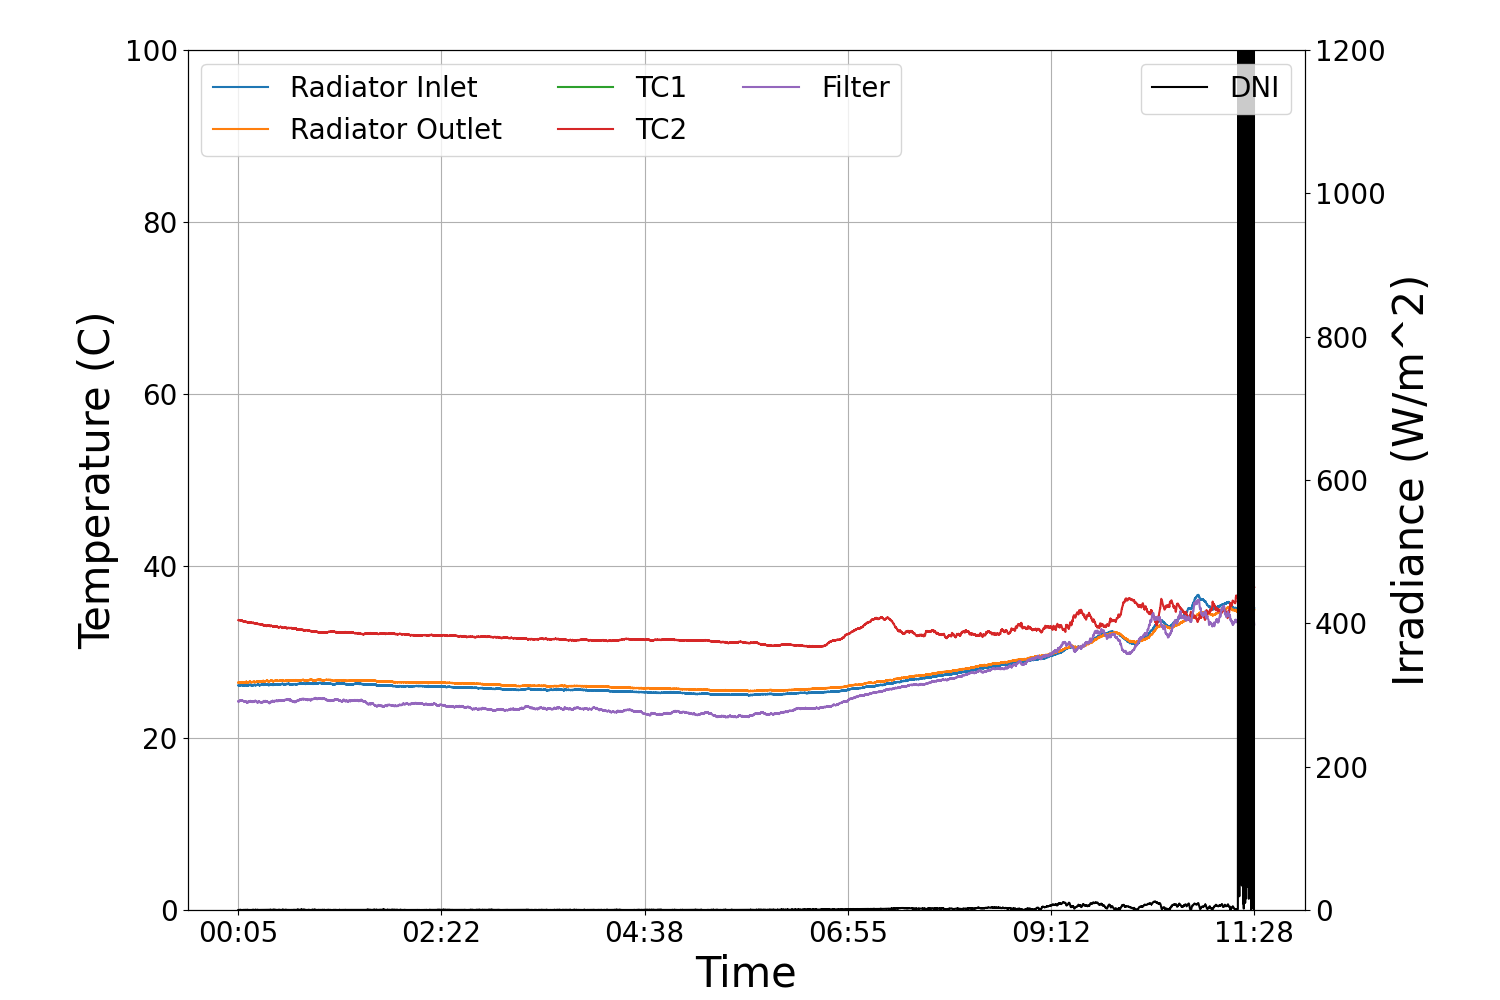 Temperature (C)
100
80
60
40
20
0
Radiator Inlet
Radiator Outlet
TC1
TC2
Filter
DNI
1200
1000
800
600
400
200
0
Irradiance (W/m^2)
00:05 02:22 04:38 06:55 09:12 11:28
Time